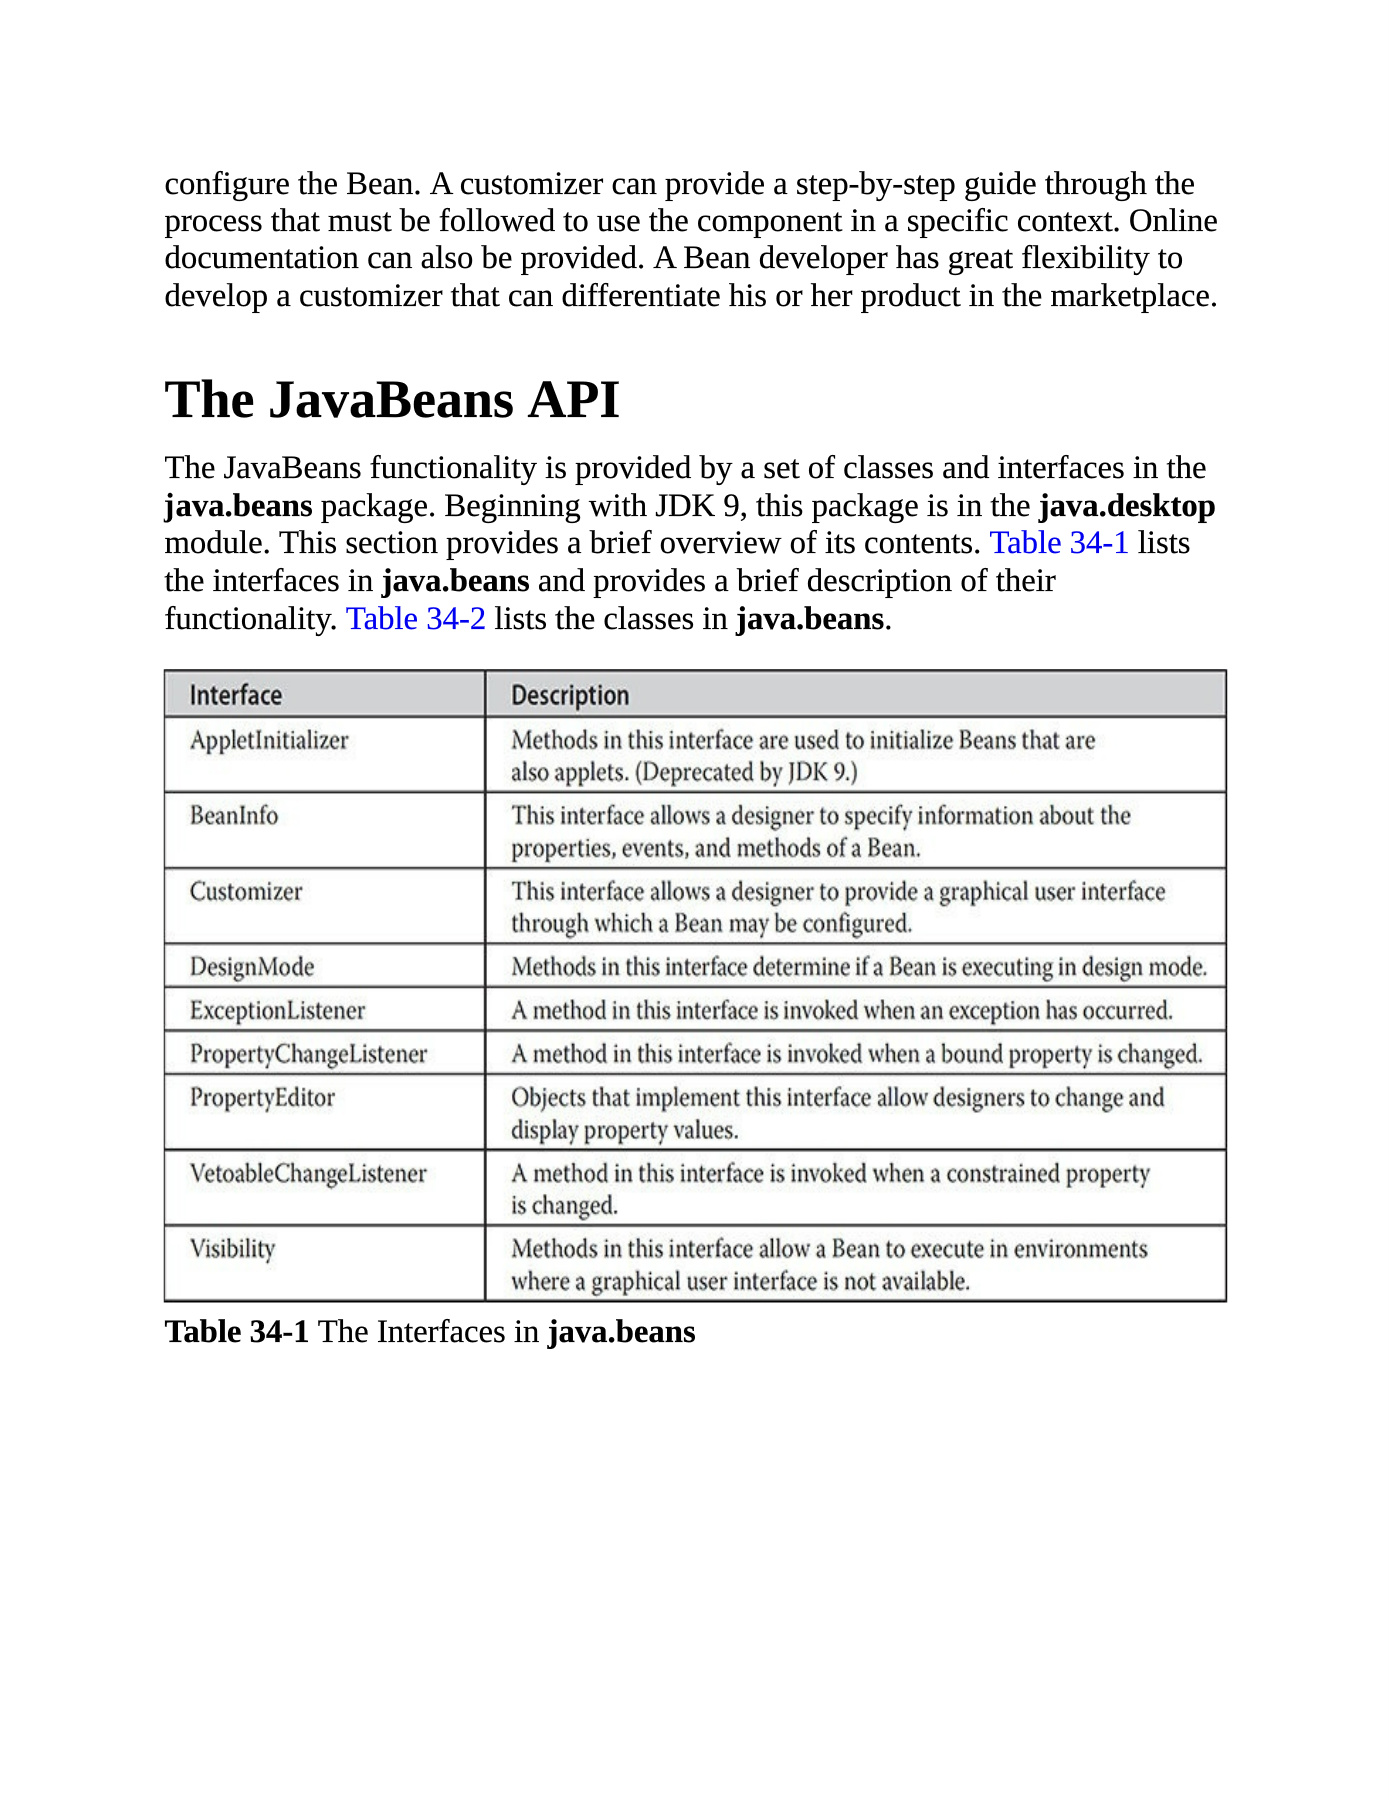 configure the Bean. A customizer can provide a step-by-step guide through the
process that must be followed to use the component in a specific context. Online
documentation can also be provided. A Bean developer has great flexibility to
develop a customizer that can differentiate his or her product in the marketplace.
The JavaBeans API
The JavaBeans functionality is provided by a set of classes and interfaces in the
java.beans package. Beginning with JDK 9, this package is in the java.desktop
module. This section provides a brief overview of its contents. Table 34-1 lists
the interfaces in java.beans and provides a brief description of their
functionality. Table 34-2 lists the classes in java.beans.
Interface Description
AppletInitializer Methods in this interface are used to initialize Beans that are
also applets. (Deprecated by JDK 9.)
BeanInfo This interface allows a designer to specify information about the
properties, events, and methods of a Bean.
Customizer This interface allows a designer to provide a graphical user interface
through which a Bean may be configured.
DesignMode Methods in this interface determine if a Bean is executing in design mode.
ExceptionListener A method in this interface is invoked when an exception has occurred.
PropertyChangeListener A method in this interface is invoked when a bound property is changed.
PropertyEditor Objects that implement this interface allow designers to change and
display property values.
VetoableChangeListener A method in this interface is invoked when a constrained property
is changed.
Visibility Methods in this interface allow a Bean to execute in environments
where a graphical user interface is not available.
Table 34-1 The Interfaces in java.beans